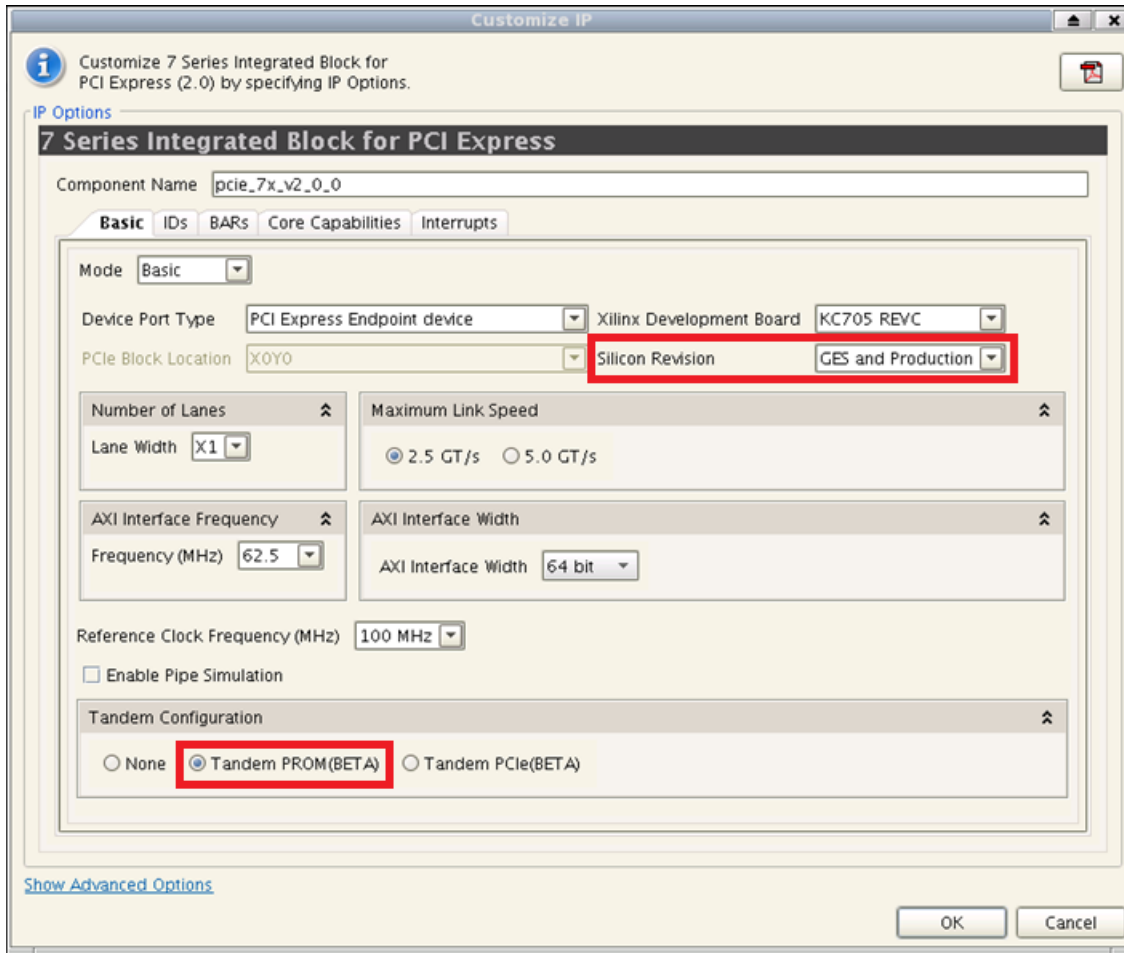 Customize IP
Customize 7 Series Integrated Block for
PCI Express (2.0) by specifying IP Options.
IP Options
7 Series Integrated Block for PCI Express
Component Name pcie_7x_v2_0_0
Basic IDs BARs Core Capabilities Interrupts
Mode Basic
Device Port Type PCI Express Endpoint device Xilinx Development Board KC705 REVC
PCIe Block Location X0Y0 Silicon Revision GES and Production
Number of Lanes Maximum Link Speed
Lane Width X1 2.5 GT/s 5.0 GT/s
AXI Interface Frequency AXI Interface Width
Frequency (MHz) 62.5 AXI Interface Width 64 bit
Reference Clock Frequency (MHz) 100 MHz
Enable Pipe Simulation
Tandem Configuration
None Tandem PROM(BETA) Tandem PCIe(BETA)
Show Advanced Options
OK Cancel